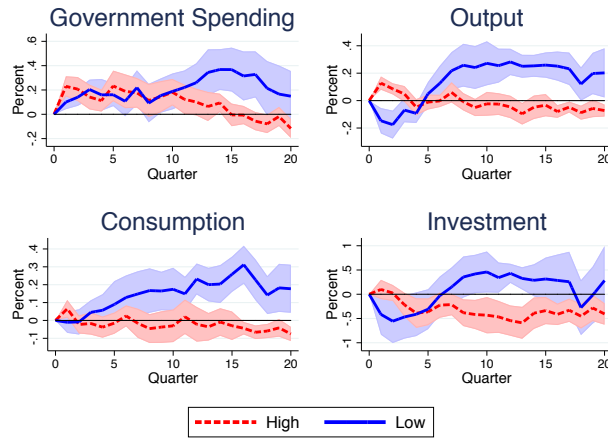 Government Spending
Percent
.6
.4
.2
0
-.2
0 5 10 15 20
Quarter
Output
Percent
.4
.2
0
-.2
0 5 10 15 20
Quarter
Consumption
Percent
.4
.3
.2
.1
0
-.1
0 5 10 15 20
Quarter
Investment
Percent
1
.5
0
-.5
-1
0 5 10 15 20
Quarter
High Low